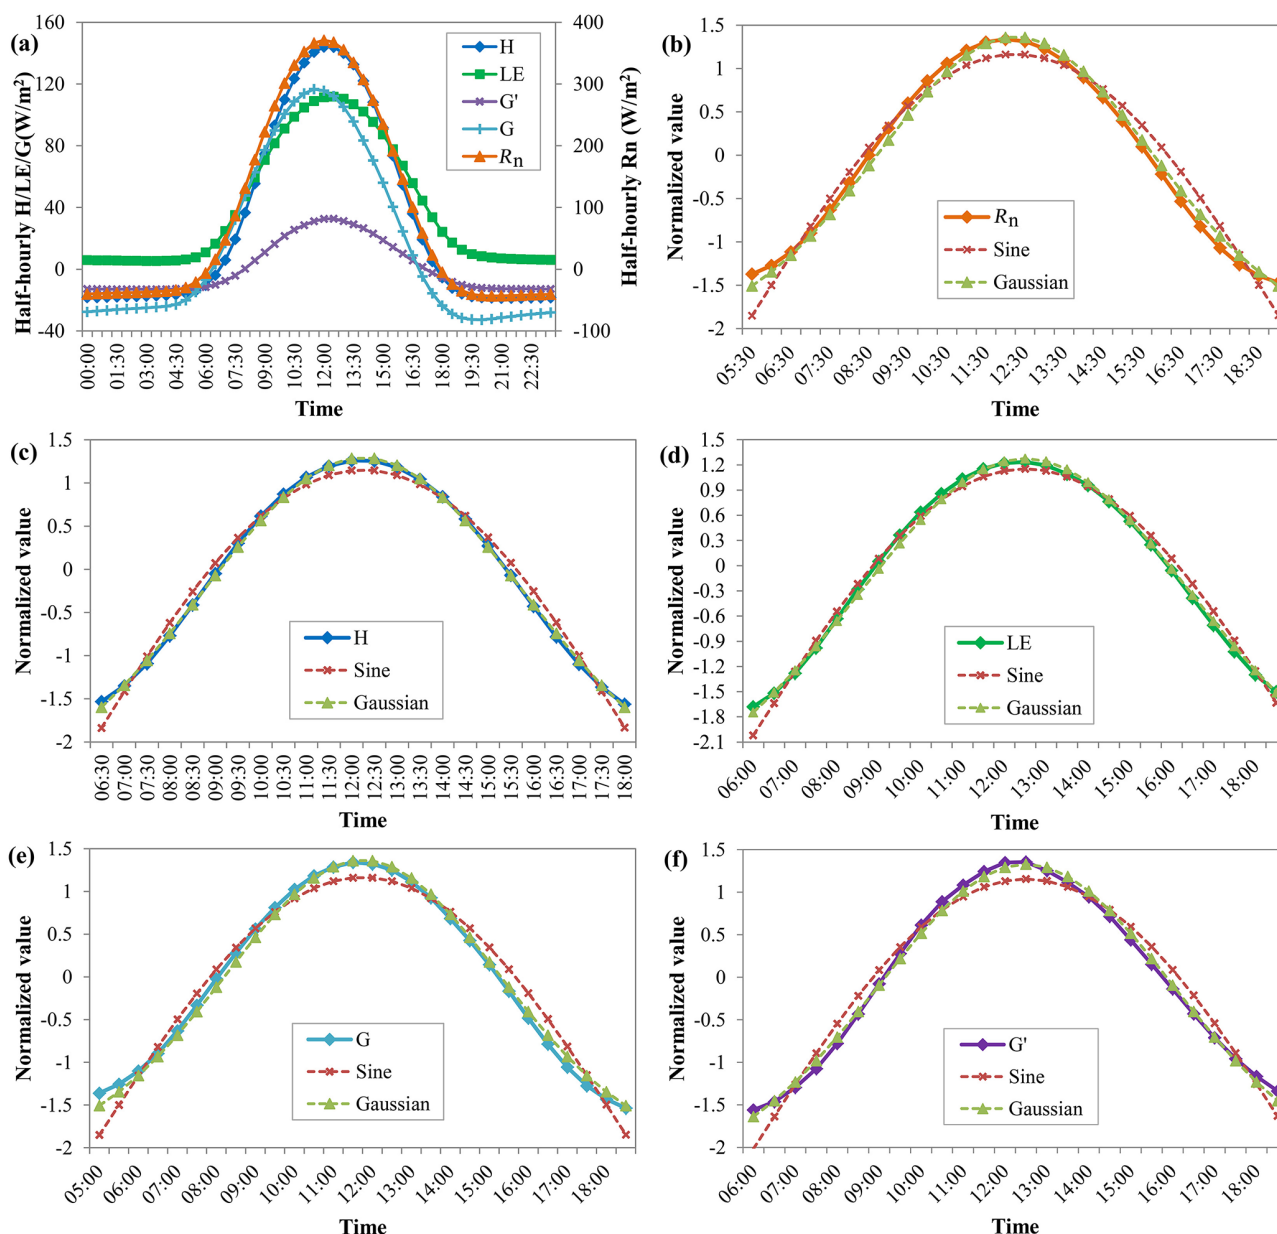 (a)
Half-hourly H/LE/G(W/m²)
160
120
80
40
0
-40
400
300
200
100
0
-100
Half-hourly Rn (W/m²)
H
LE
G'
G
Rn
00:00 01:30 03:00 04:30 06:00 07:30 09:00 10:30 12:00 13:30 15:00 16:30 18:00 19:30 21:00 22:30
Time
(b)
Normalized value
1.5
1
0.5
0
-0.5
-1
-1.5
-2
Rn
Sine
Gaussian
05:30 06:30 07:30 08:30 09:30 10:30 11:30 12:30 13:30 14:30 15:30 16:30 17:30 18:30
Time
(c)
Normalized value
1.5
1
0.5
0
-0.5
-1
-1.5
-2
H
Sine
Gaussian
06:30 07:00 07:30 08:00 08:30 09:00 09:30 10:00 10:30 11:00 11:30 12:00 12:30 13:00 13:30 14:00 14:30 15:00 15:30 16:00 16:30 17:00 17:30 18:00
Time
(d)
Normalized value
1.5
1.2
0.9
0.6
0.3
0
-0.3
-0.6
-0.9
-1.2
-1.5
-1.8
-2.1
LE
Sine
Gaussian
06:00 07:00 08:00 09:00 10:00 11:00 12:00 13:00 14:00 15:00 16:00 17:00 18:00
Time
(e)
Normalized value
1.5
1
0.5
0
-0.5
-1
-1.5
-2
G
Sine
Gaussian
05:00 06:00 07:00 08:00 09:00 10:00 11:00 12:00 13:00 14:00 15:00 16:00 17:00 18:00
Time
(f)
Normalized value
1.5
1
0.5
0
-0.5
-1
-1.5
-2
G'
Sine
Gaussian
06:00 07:00 08:00 09:00 10:00 11:00 12:00 13:00 14:00 15:00 16:00 17:00 18:00
Time